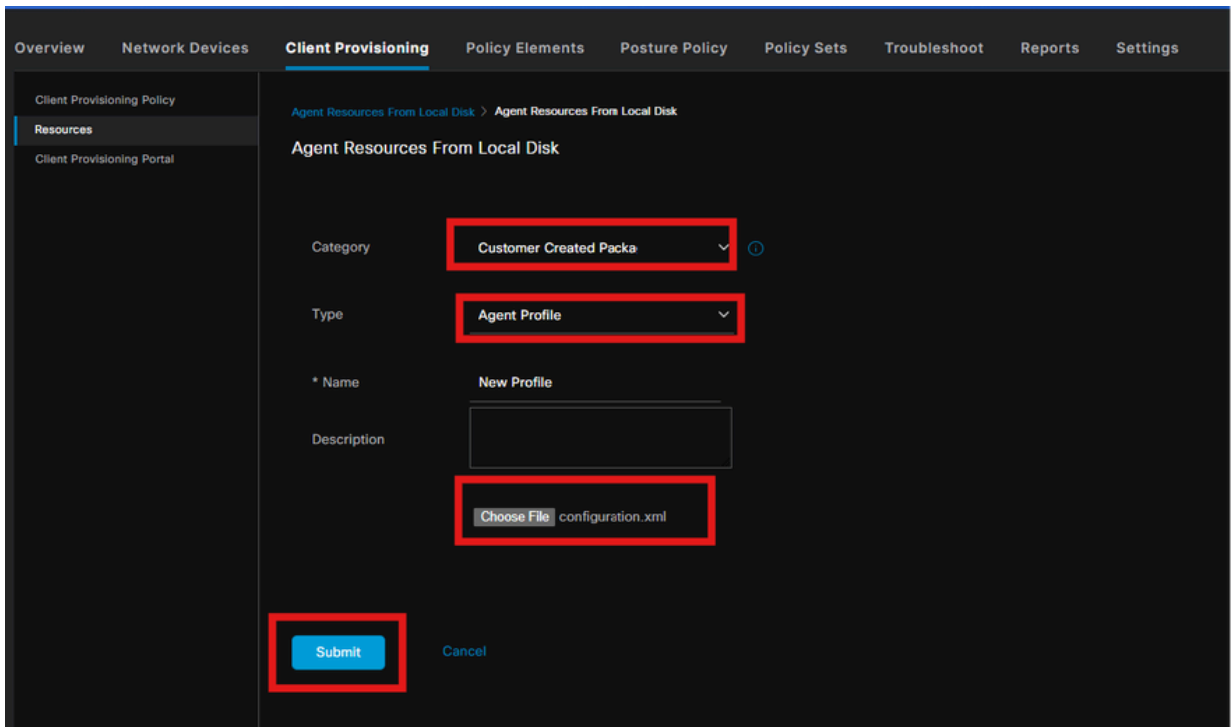 Overview Network Devices Client Provisioning Policy Elements Posture Policy Policy Sets Troubleshoot Reports Settings
Client Provisioning Policy
Resources
Client Provisioning Portal
Agent Resources From Local Disk > Agent Resources From Local Disk
Agent Resources From Local Disk
Category Customer Created Packa
Type Agent Profile
* Name New Profile
Description
Choose File configuration.xml
Submit Cancel